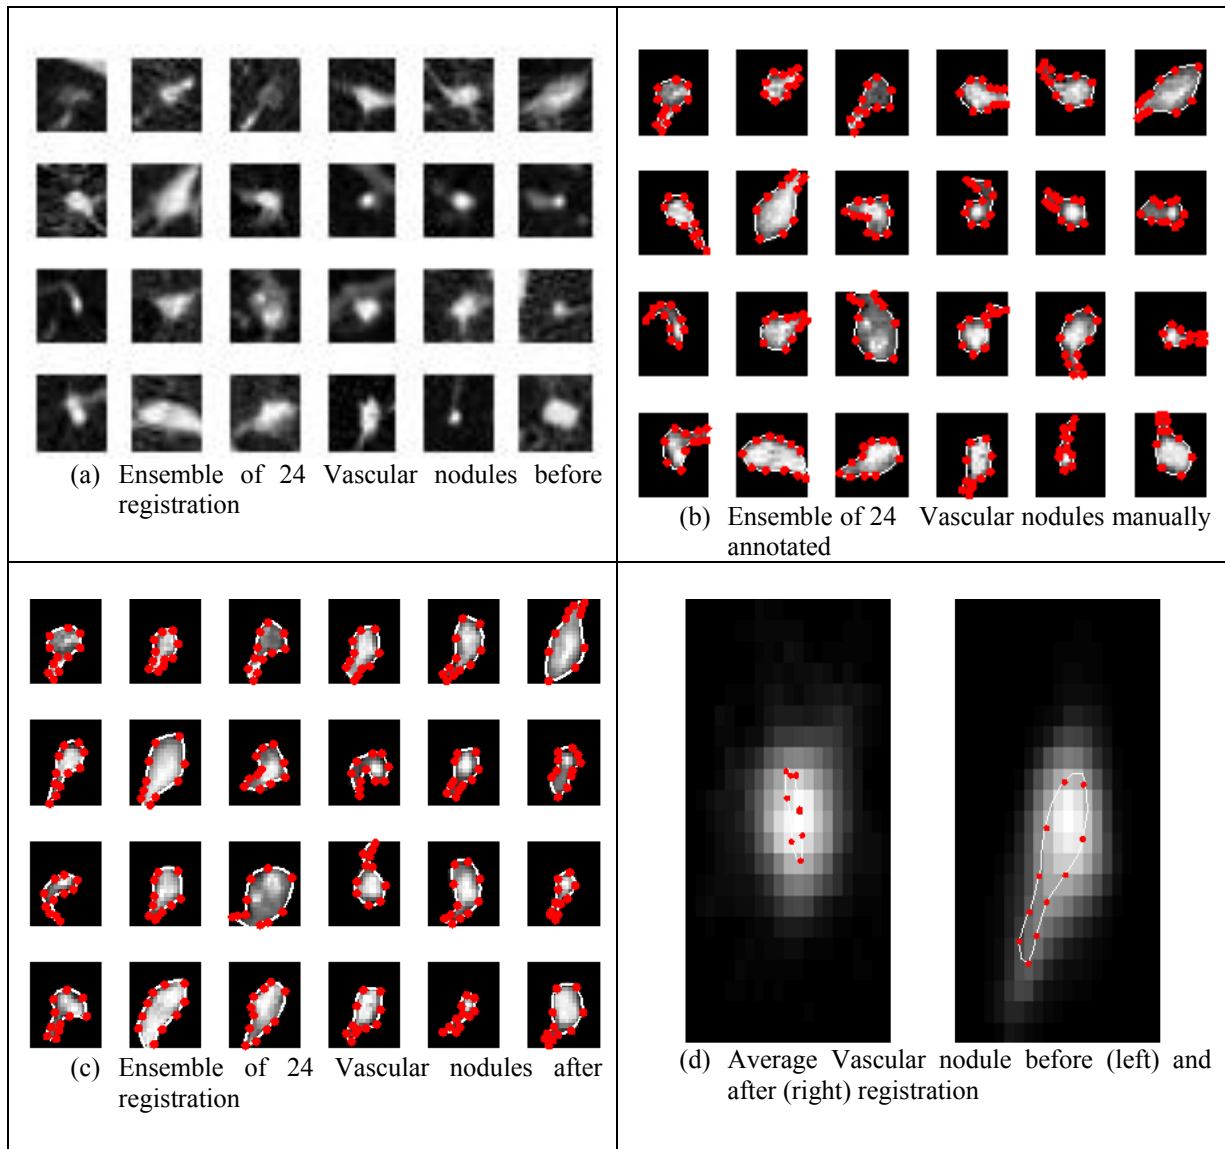 (a) Ensemble of 24 Vascular nodules before
registration
(b) Ensemble of 24 Vascular nodules manually
annotated
(c) Ensemble of 24 Vascular nodules after
registration
(d) Average Vascular nodule before (left) and
after (right) registration